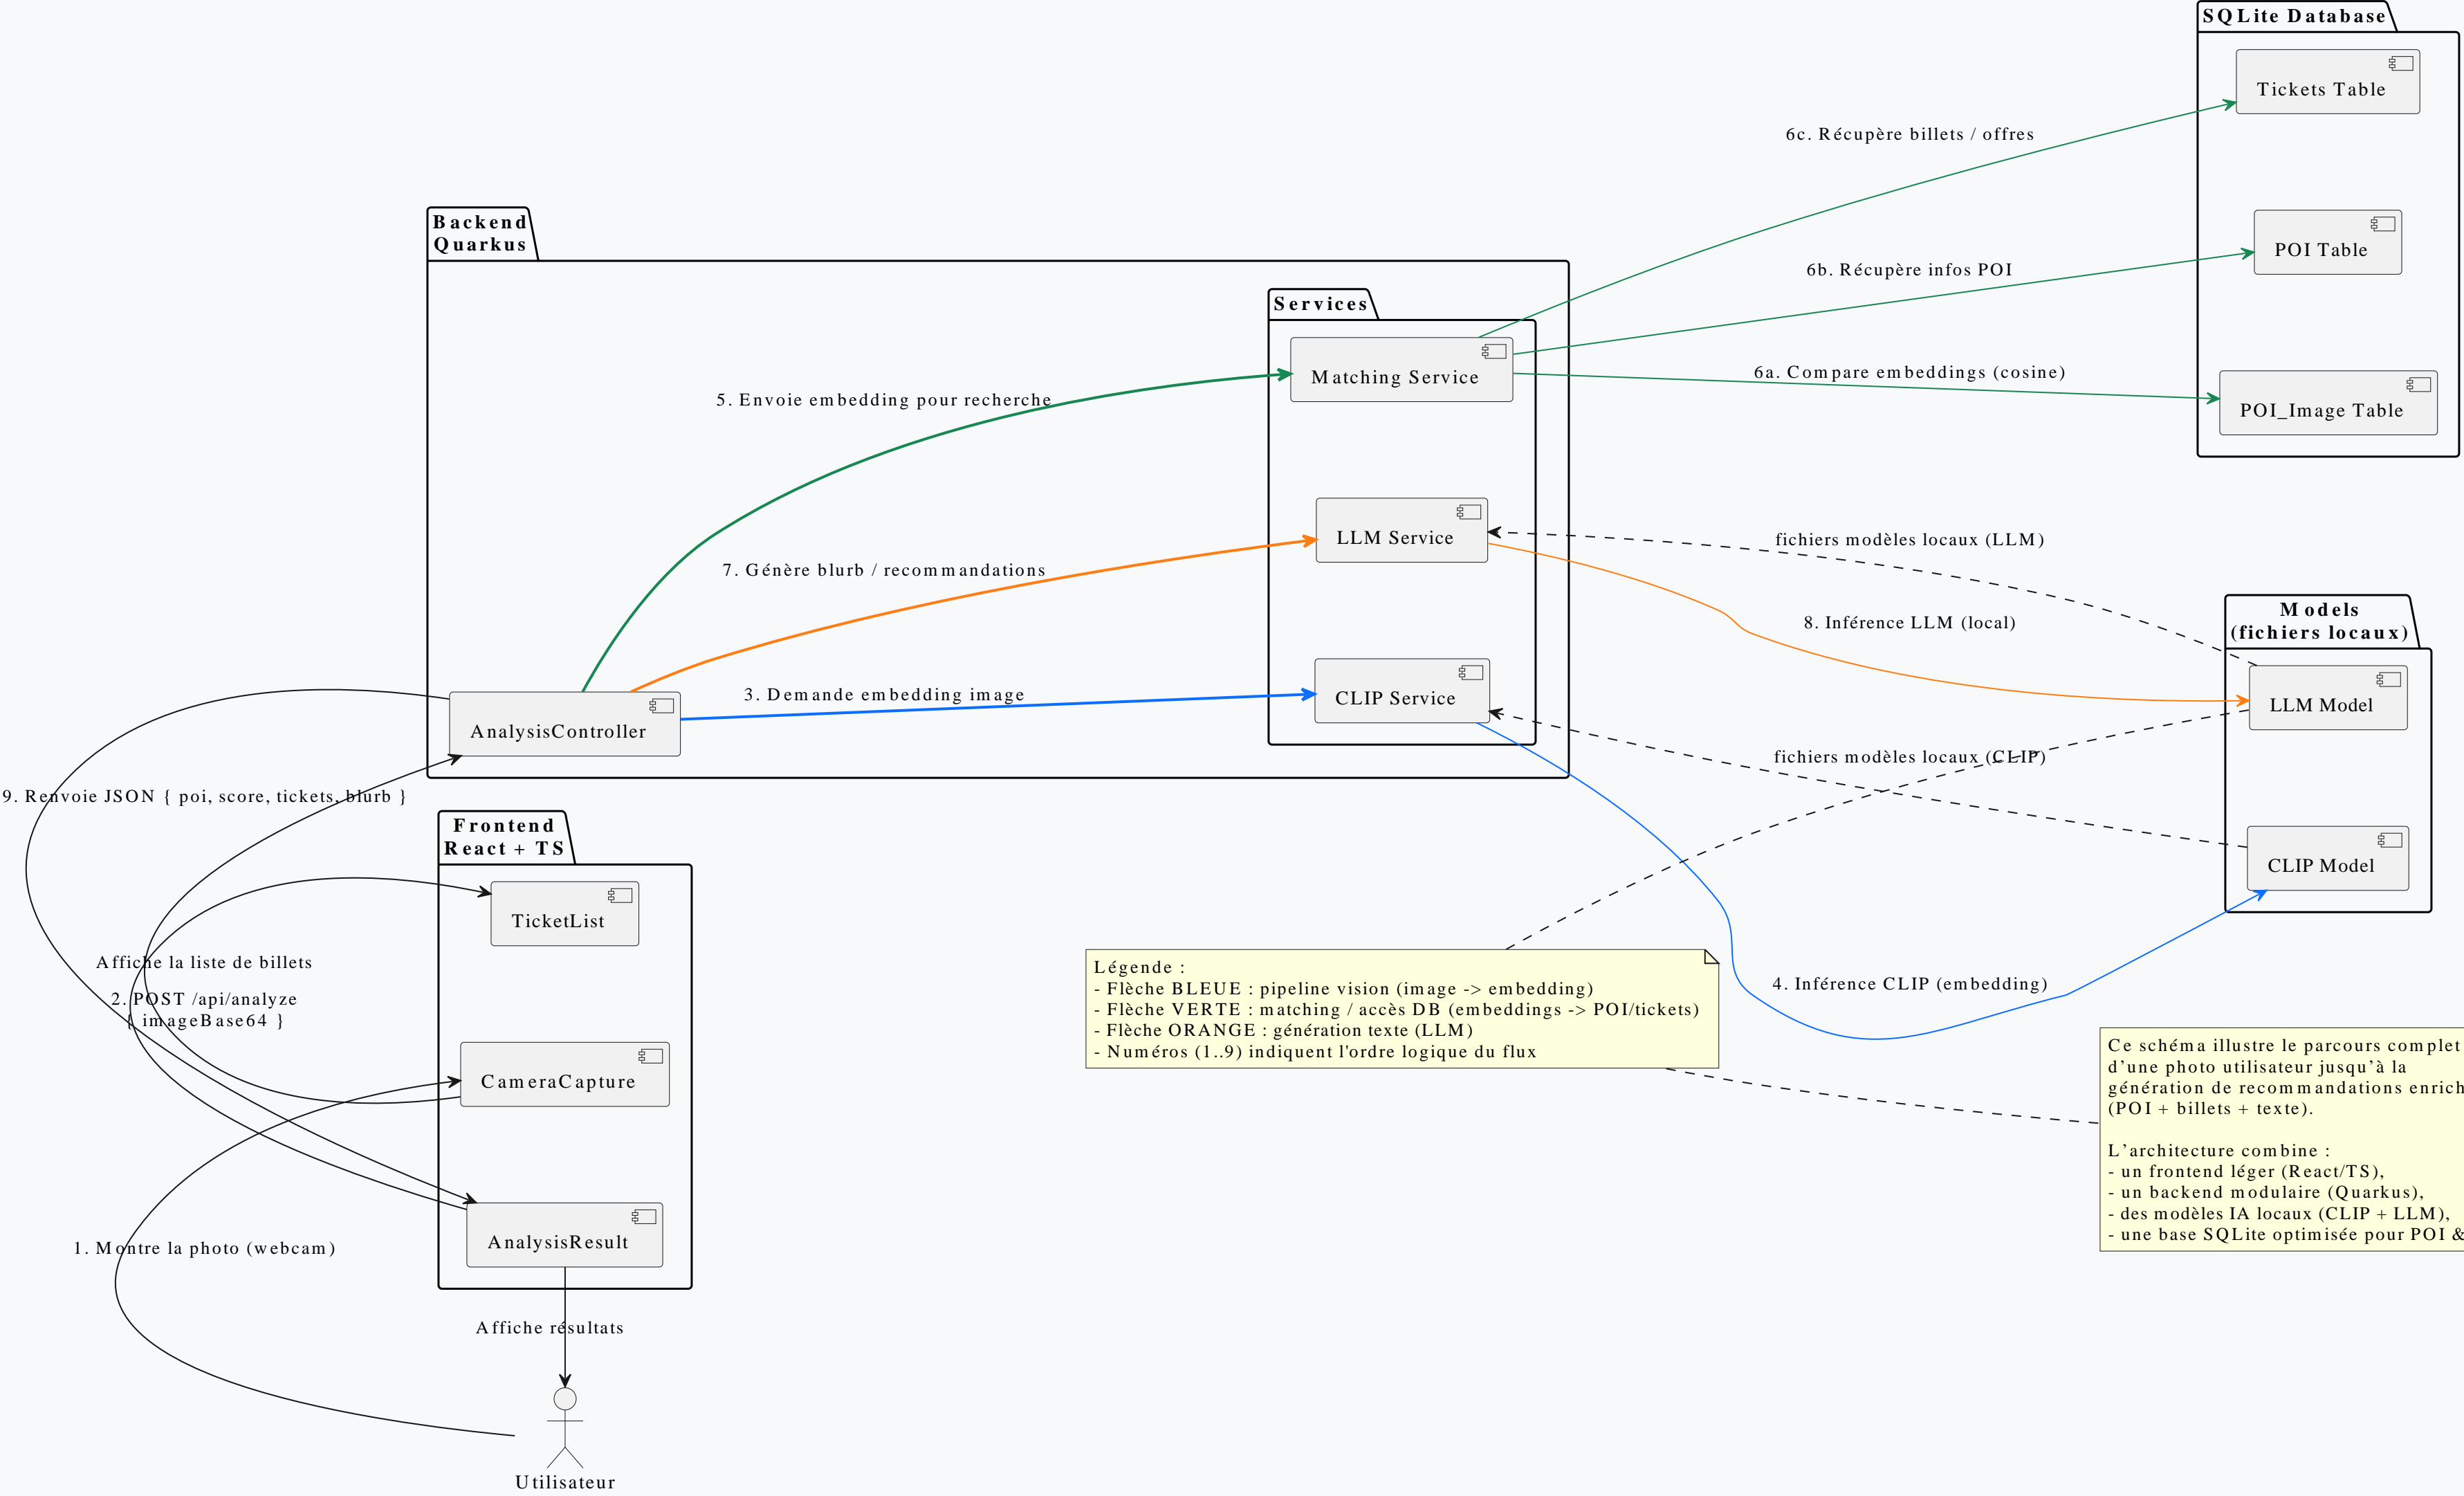 SQLite Database
Tickets Table
6c. Récupère billets / offres
Backend
Quarkus
POI Table
6b. Récupère infos POI
Services
Matching Service
6a. Compare embeddings (cosine)
POI_Image Table
5. Envoie embedding pour recherche
LLM Service
fichiers modèles locaux (LLM)
7. Génère blurb / recommandations
8. Inférence LLM (local)
Models
(fichiers locaux)
LLM Model
3. Demande embedding image
CLIP Service
AnalysisController
fichiers modèles locaux (CLIP)
9. Renvoie JSON { poi, score, tickets, blurb }
Frontend
React + TS
CLIP Model
TicketList
Affiche la liste de billets
2. POST /api/analyze
{ imageBase64 }
4. Inférence CLIP (embedding)
Légende :
- Flèche BLEUE : pipeline vision (image -> embedding)
- Flèche VERTE : matching / accès DB (embeddings -> POI/tickets)
- Flèche ORANGE : génération texte (LLM)
- Numéros (1..9) indiquent l'ordre logique du flux
CameraCapture
Ce schéma illustre le parcours complet
d’une photo utilisateur jusqu’à la
génération de recommandations enrich
(POI + billets + texte).
L’architecture combine :
- un frontend léger (React/TS),
- un backend modulaire (Quarkus),
- des modèles IA locaux (CLIP + LLM),
- une base SQLite optimisée pour POI &
AnalysisResult
1. Montre la photo (webcam)
Affiche résultats
Utilisateur